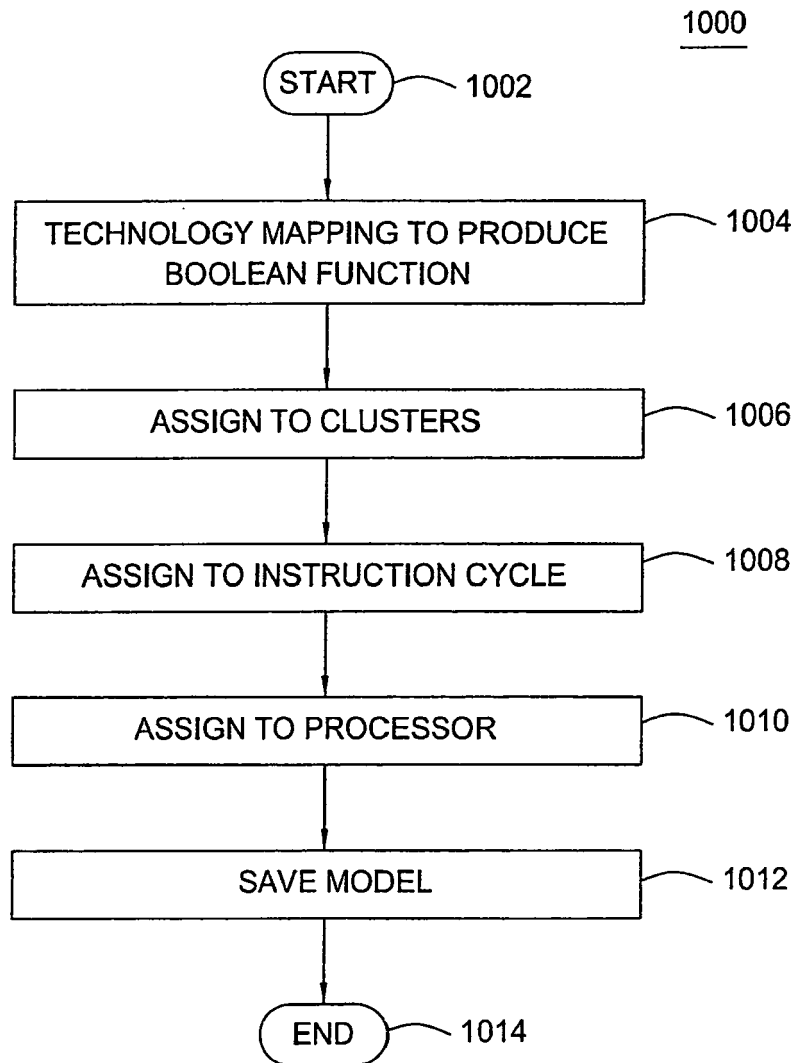 1000
START 1002
TECHNOLOGY MAPPING TO PRODUCE 1004
BOOLEAN FUNCTION
ASSIGN TO CLUSTERS 1006
ASSIGN TO INSTRUCTION CYCLE 1008
ASSIGN TO PROCESSOR 1010
SAVE MODEL 1012
END 1014